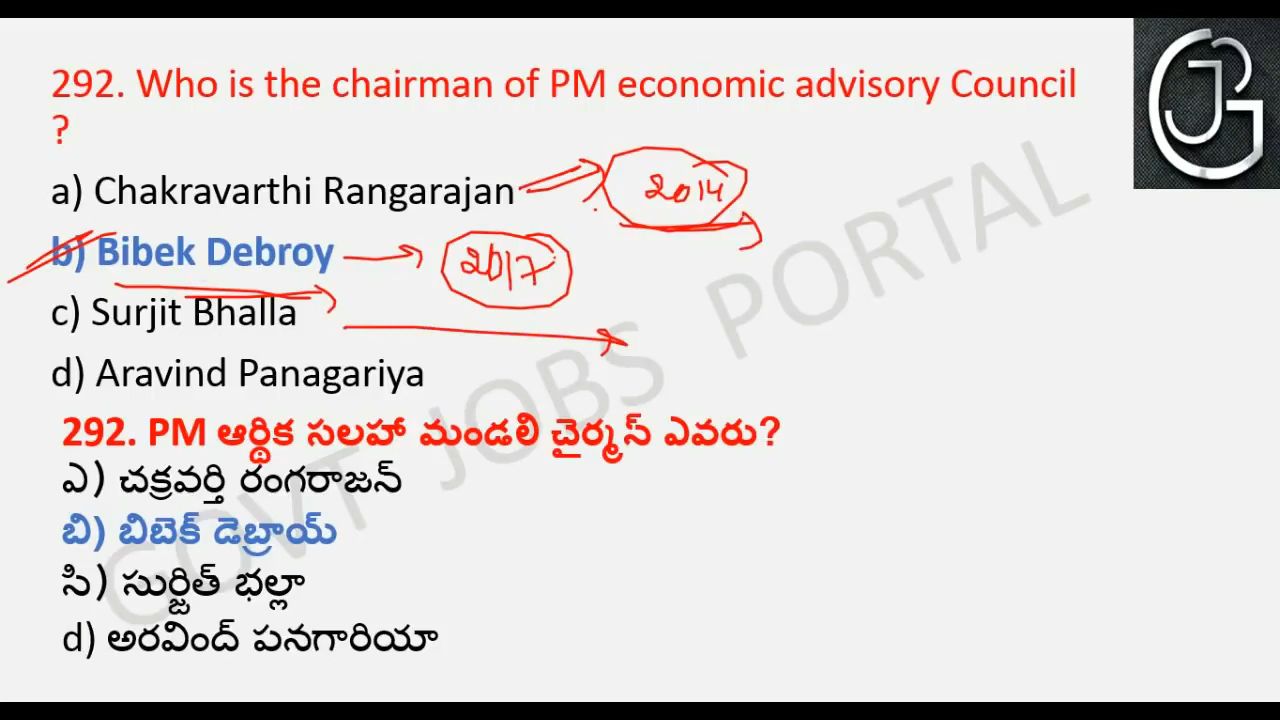 292. Who is the chairman of PM economic advisory Council
?
a) Chakravarthi Rangarajan
2014
b) Bibek Debroy
2017
c) Surjit Bhalla
d) Aravind Panagariya
292. PM ఆర్థిక సలహా మండలి చైర్మన్ ఎవరు?
ఎ) చక్రవర్తి రంగరాజన్
బి) బిబెక్ డెబ్రాయ్
సి) సుర్జిత్ భల్లా
d) అరవింద్ పనగారియా
GOVT JOBS PORTAL
GJP